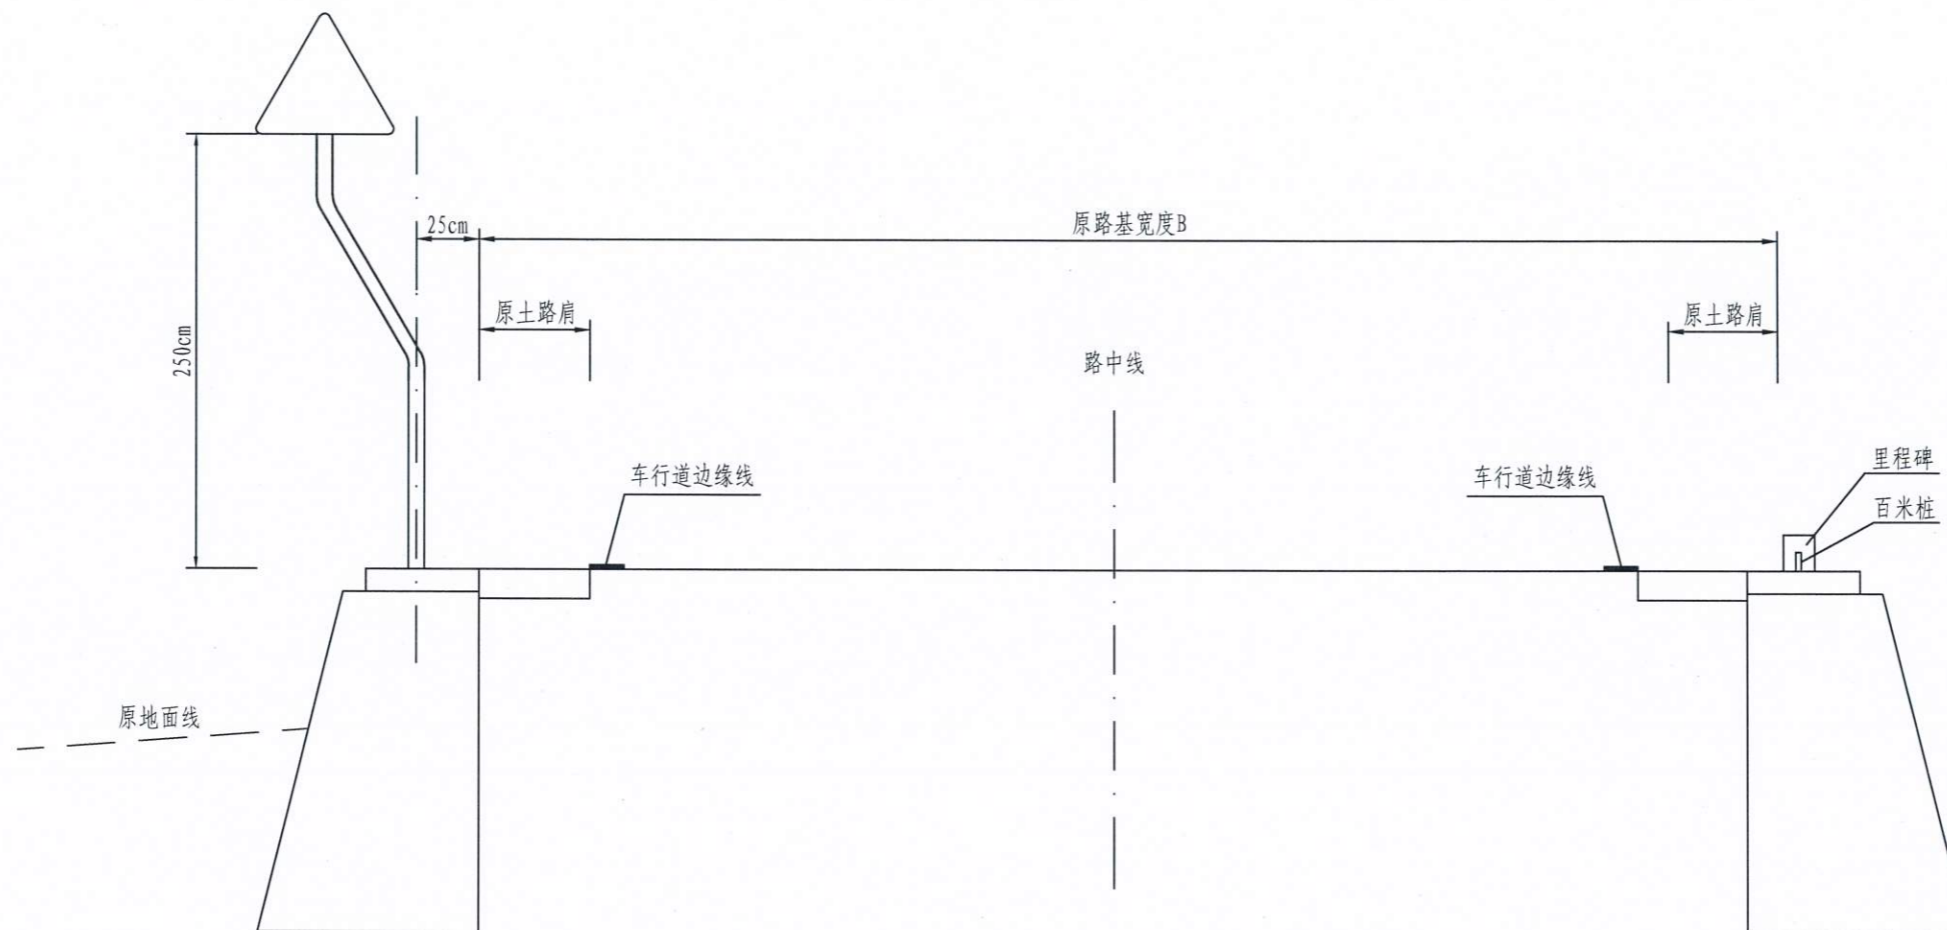 25cm
原路基宽度B
原土路肩
原土路肩
250cm
路中线
车行道边缘线
车行道边缘线
里程碑
百米桩
原地面线